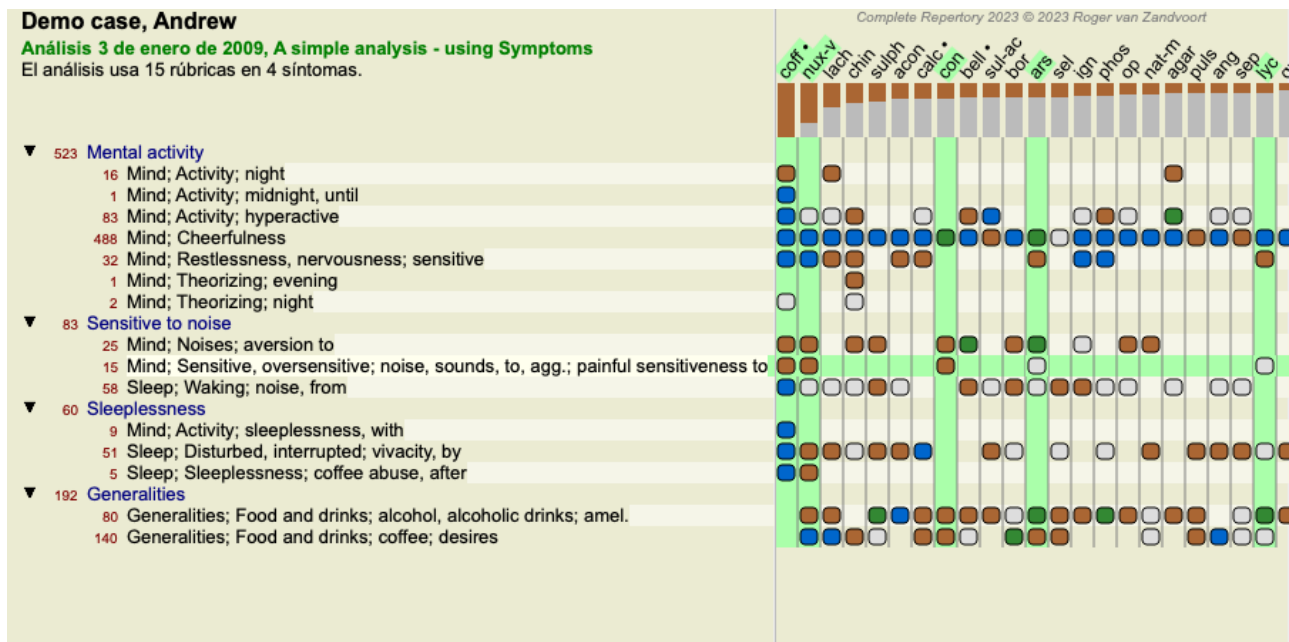 Demo case, Andrew
Complete Repertory 2023 © 2023 Roger van Zandvoort
Análisis 3 de enero de 2009, A simple analysis - using Symptoms
El análisis usa 15 rúbricas en 4 síntomas.
coff • nux-v lach chin sulph acon calc • con bell • sul-ac bor ars sel ign phos op nat-m agar puls ang sep lyc
▼ 523 Mental activity
16 Mind; Activity; night
1 Mind; Activity; midnight, until
83 Mind; Activity; hyperactive
488 Mind; Cheerfulness
32 Mind; Restlessness, nervousness; sensitive
1 Mind; Theorizing; evening
2 Mind; Theorizing; night
▼ 83 Sensitive to noise
25 Mind; Noises; aversion to
15 Mind; Sensitive, oversensitive; noise, sounds, to, agg.; painful sensitiveness to
58 Sleep; Waking; noise, from
▼ 60 Sleeplessness
9 Mind; Activity; sleeplessness, with
51 Sleep; Disturbed, interrupted; vivacity, by
5 Sleep; Sleeplessness; coffee abuse, after
▼ 192 Generalities
80 Generalities; Food and drinks; alcohol, alcoholic drinks; amel.
140 Generalities; Food and drinks; coffee; desires